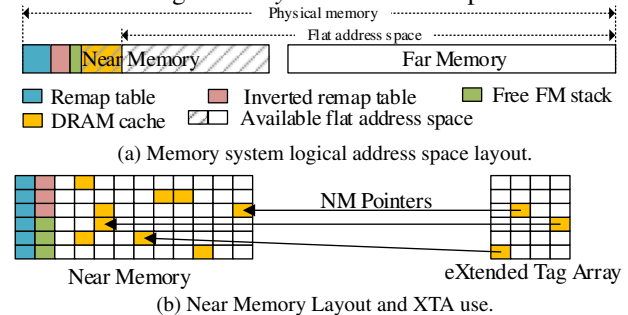 Physical memory
Flat address space
Near Memory
Far Memory
Remap table
Inverted remap table
Free FM stack
DRAM cache
Available flat address space
(a) Memory system logical address space layout.
NM Pointers
Near Memory
eXtended Tag Array
(b) Near Memory Layout and XTA use.